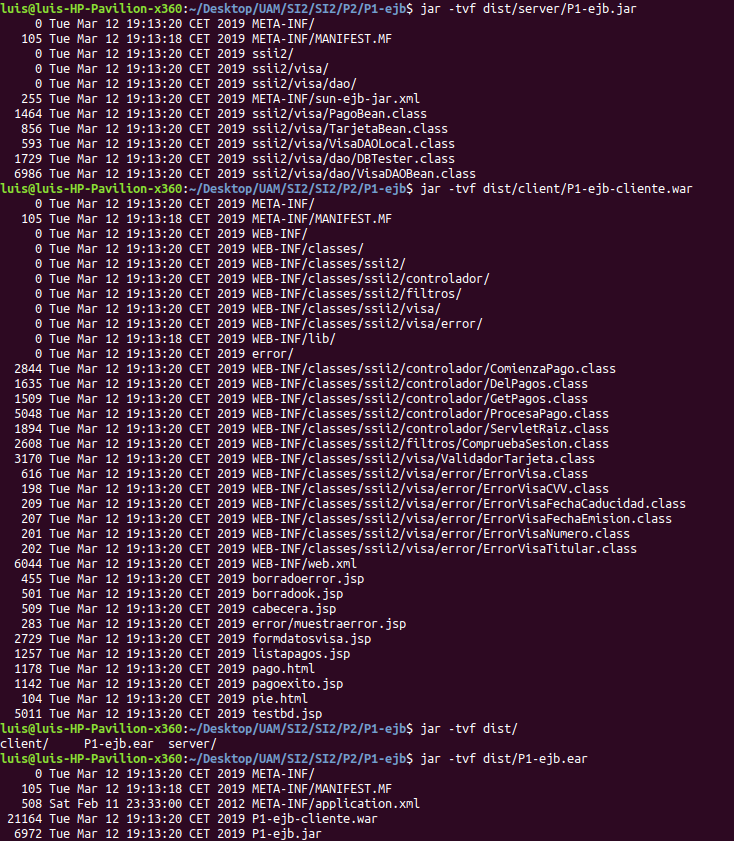 luis@luis-HP-Pavilion-x360:~/Desktop/UAM/SI2/SI2/P2/P1-ejb$ jar -tvf dist/server/P1-ejb.jar
0 Tue Mar 12 19:13:20 CET 2019 META-INF/
105 Tue Mar 12 19:13:18 CET 2019 META-INF/MANIFEST.MF
0 Tue Mar 12 19:13:20 CET 2019 ssii2/
0 Tue Mar 12 19:13:20 CET 2019 ssii2/visa/
0 Tue Mar 12 19:13:20 CET 2019 ssii2/visa/dao/
255 Tue Mar 12 19:13:20 CET 2019 META-INF/sun-ejb-jar.xml
1464 Tue Mar 12 19:13:20 CET 2019 ssii2/visa/PagoBean.class
856 Tue Mar 12 19:13:20 CET 2019 ssii2/visa/TarjetaBean.class
593 Tue Mar 12 19:13:20 CET 2019 ssii2/visa/VisaDAOLocal.class
1729 Tue Mar 12 19:13:20 CET 2019 ssii2/visa/dao/DBTester.class
6986 Tue Mar 12 19:13:20 CET 2019 ssii2/visa/dao/VisaDAOBean.class
luis@luis-HP-Pavilion-x360:~/Desktop/UAM/SI2/SI2/P2/P1-ejb$ jar -tvf dist/client/P1-ejb-cliente.war
0 Tue Mar 12 19:13:20 CET 2019 META-INF/
105 Tue Mar 12 19:13:18 CET 2019 META-INF/MANIFEST.MF
0 Tue Mar 12 19:13:20 CET 2019 WEB-INF/
0 Tue Mar 12 19:13:20 CET 2019 WEB-INF/classes/
0 Tue Mar 12 19:13:20 CET 2019 WEB-INF/classes/ssii2/
0 Tue Mar 12 19:13:20 CET 2019 WEB-INF/classes/ssii2/controlador/
0 Tue Mar 12 19:13:20 CET 2019 WEB-INF/classes/ssii2/filtros/
0 Tue Mar 12 19:13:20 CET 2019 WEB-INF/classes/ssii2/visa/
0 Tue Mar 12 19:13:20 CET 2019 WEB-INF/classes/ssii2/visa/error/
0 Tue Mar 12 19:13:18 CET 2019 WEB-INF/lib/
0 Tue Mar 12 19:13:20 CET 2019 error/
2844 Tue Mar 12 19:13:20 CET 2019 WEB-INF/classes/ssii2/controlador/ComienzaPago.class
1635 Tue Mar 12 19:13:20 CET 2019 WEB-INF/classes/ssii2/controlador/DelPagos.class
1509 Tue Mar 12 19:13:20 CET 2019 WEB-INF/classes/ssii2/controlador/GetPagos.class
5048 Tue Mar 12 19:13:20 CET 2019 WEB-INF/classes/ssii2/controlador/ProcesaPago.class
1894 Tue Mar 12 19:13:20 CET 2019 WEB-INF/classes/ssii2/controlador/ServletRaiz.class
2608 Tue Mar 12 19:13:20 CET 2019 WEB-INF/classes/ssii2/filtros/CompruebaSesion.class
3170 Tue Mar 12 19:13:20 CET 2019 WEB-INF/classes/ssii2/visa/ValidadorTarjeta.class
616 Tue Mar 12 19:13:20 CET 2019 WEB-INF/classes/ssii2/visa/error/ErrorVisa.class
198 Tue Mar 12 19:13:20 CET 2019 WEB-INF/classes/ssii2/visa/error/ErrorVisaCVV.class
209 Tue Mar 12 19:13:20 CET 2019 WEB-INF/classes/ssii2/visa/error/ErrorVisaFechaCaducidad.class
207 Tue Mar 12 19:13:20 CET 2019 WEB-INF/classes/ssii2/visa/error/ErrorVisaFechaEmision.class
201 Tue Mar 12 19:13:20 CET 2019 WEB-INF/classes/ssii2/visa/error/ErrorVisaNumero.class
202 Tue Mar 12 19:13:20 CET 2019 WEB-INF/classes/ssii2/visa/error/ErrorVisaTitular.class
6044 Tue Mar 12 19:13:20 CET 2019 WEB-INF/web.xml
455 Tue Mar 12 19:13:20 CET 2019 borradoerror.jsp
501 Tue Mar 12 19:13:20 CET 2019 borradook.jsp
509 Tue Mar 12 19:13:20 CET 2019 cabecera.jsp
283 Tue Mar 12 19:13:20 CET 2019 error/muestraerror.jsp
2729 Tue Mar 12 19:13:20 CET 2019 formdatosvisa.jsp
1257 Tue Mar 12 19:13:20 CET 2019 listapagos.jsp
1178 Tue Mar 12 19:13:20 CET 2019 pago.html
1142 Tue Mar 12 19:13:20 CET 2019 pagoexito.jsp
104 Tue Mar 12 19:13:20 CET 2019 pie.html
5011 Tue Mar 12 19:13:20 CET 2019 testbd.jsp
luis@luis-HP-Pavilion-x360:~/Desktop/UAM/SI2/SI2/P2/P1-ejb$ jar -tvf dist/
client/ P1-ejb.ear server/
luis@luis-HP-Pavilion-x360:~/Desktop/UAM/SI2/SI2/P2/P1-ejb$ jar -tvf dist/P1-ejb.ear
0 Tue Mar 12 19:13:20 CET 2019 META-INF/
105 Tue Mar 12 19:13:18 CET 2019 META-INF/MANIFEST.MF
508 Sat Feb 11 23:33:00 CET 2012 META-INF/application.xml
21164 Tue Mar 12 19:13:20 CET 2019 P1-ejb-cliente.war
6972 Tue Mar 12 19:13:20 CET 2019 P1-ejb.jar